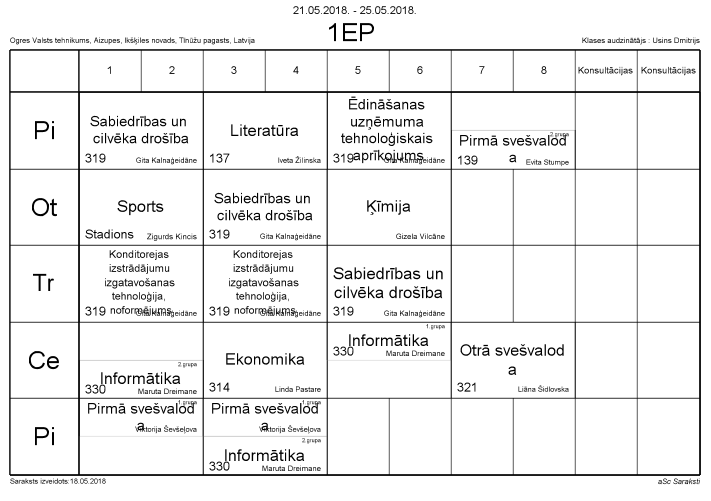 21.05.2018. - 25.05.2018.
1EP
Ogres Valsts tehnikums, Aizupes, Ikšķiles novads, Tīnūžu pagasts, Latvija
Klases audzinātājs : Usins Dmitrijs
1 2 3 4 5 6 7 8 Konsultācijas Konsultācijas
Pi
Sabiedrības un
cilvēka drošība
319 Gita Kalnaģeidāne
Literatūra
137 Iveta Žilinska
Ēdināšanas
uzņēmuma
tehnoloģiskais
aprīkojums
319 Gita Kalnaģeidāne
2.grupa
Pirmā svešvalod
a
139 Evita Stumpe
Ot
Sports
Stadions Zigurds Kincis
Sabiedrības un
cilvēka drošība
319 Gita Kalnaģeidāne
Ķīmija
Gizela Vilcāne
Tr
Konditorejas
izstrādājumu
izgatavošanas
tehnoloģija,
noformējums
319 Gita Kalnaģeidāne
Konditorejas
izstrādājumu
izgatavošanas
tehnoloģija,
noformējums
319 Gita Kalnaģeidāne
Sabiedrības un
cilvēka drošība
319 Gita Kalnaģeidāne
Ce
2.grupa
Informātika
330 Maruta Dreimane
Ekonomika
314 Linda Pastare
1.grupa
Informātika
330 Maruta Dreimane
Otrā svešvalod
a
321 Liāna Šidlovska
Pi
1.grupa
Pirmā svešvalod
a
Viktorija Ševšeļova
1.grupa
Pirmā svešvalod
a
Viktorija Ševšeļova
2.grupa
Informātika
330 Maruta Dreimane
Saraksts izveidots:18.05.2018
aSc Saraksti